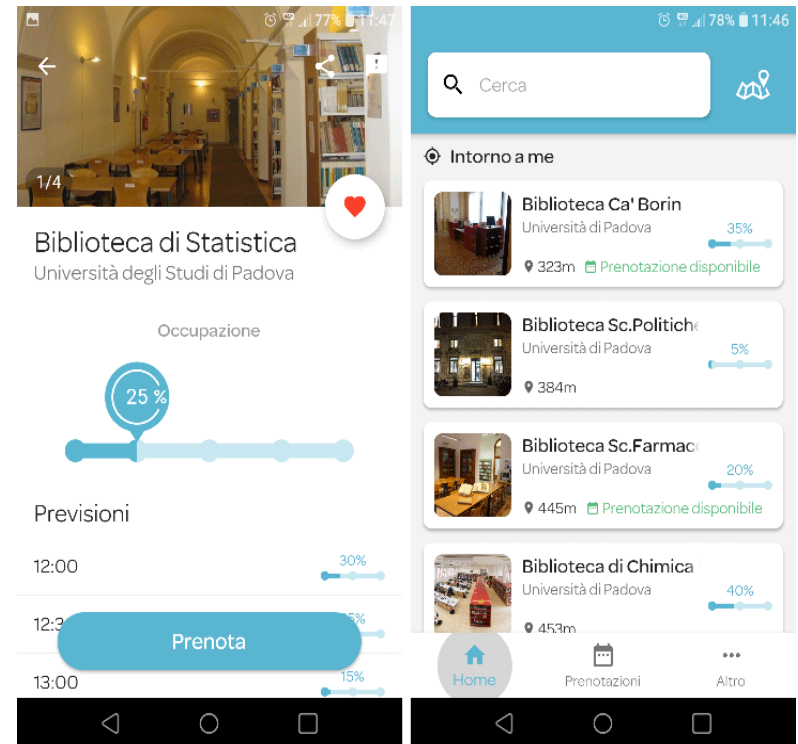 77% 11:47
1/4
Biblioteca di Statistica
Università degli Studi di Padova
Occupazione
25 %
Previsioni
12:00 30%
Prenota
13:00 15%
78% 11:46
Cerca
Intorno a me
Biblioteca Ca' Borin
Università di Padova 35%
323m Prenotazione disponibile
Biblioteca Sc.Politich
Università di Padova 5%
384m
Biblioteca Sc.Farmac
Università di Padova 20%
445m Prenotazione disponibile
Biblioteca di Chimica
Università di Padova 40%
453m
Home Prenotazioni Altro